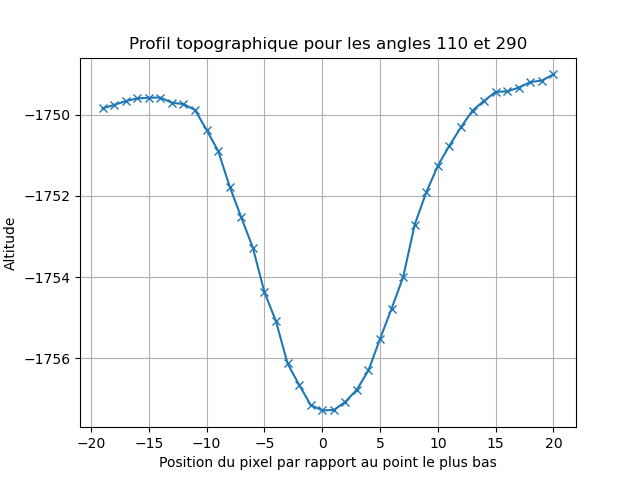 Profil topographique pour les angles 110 et 290
Altitude
−1750
−1752
−1754
−1756
−20 −15 −10 −5 0 5 10 15 20
Position du pixel par rapport au point le plus bas